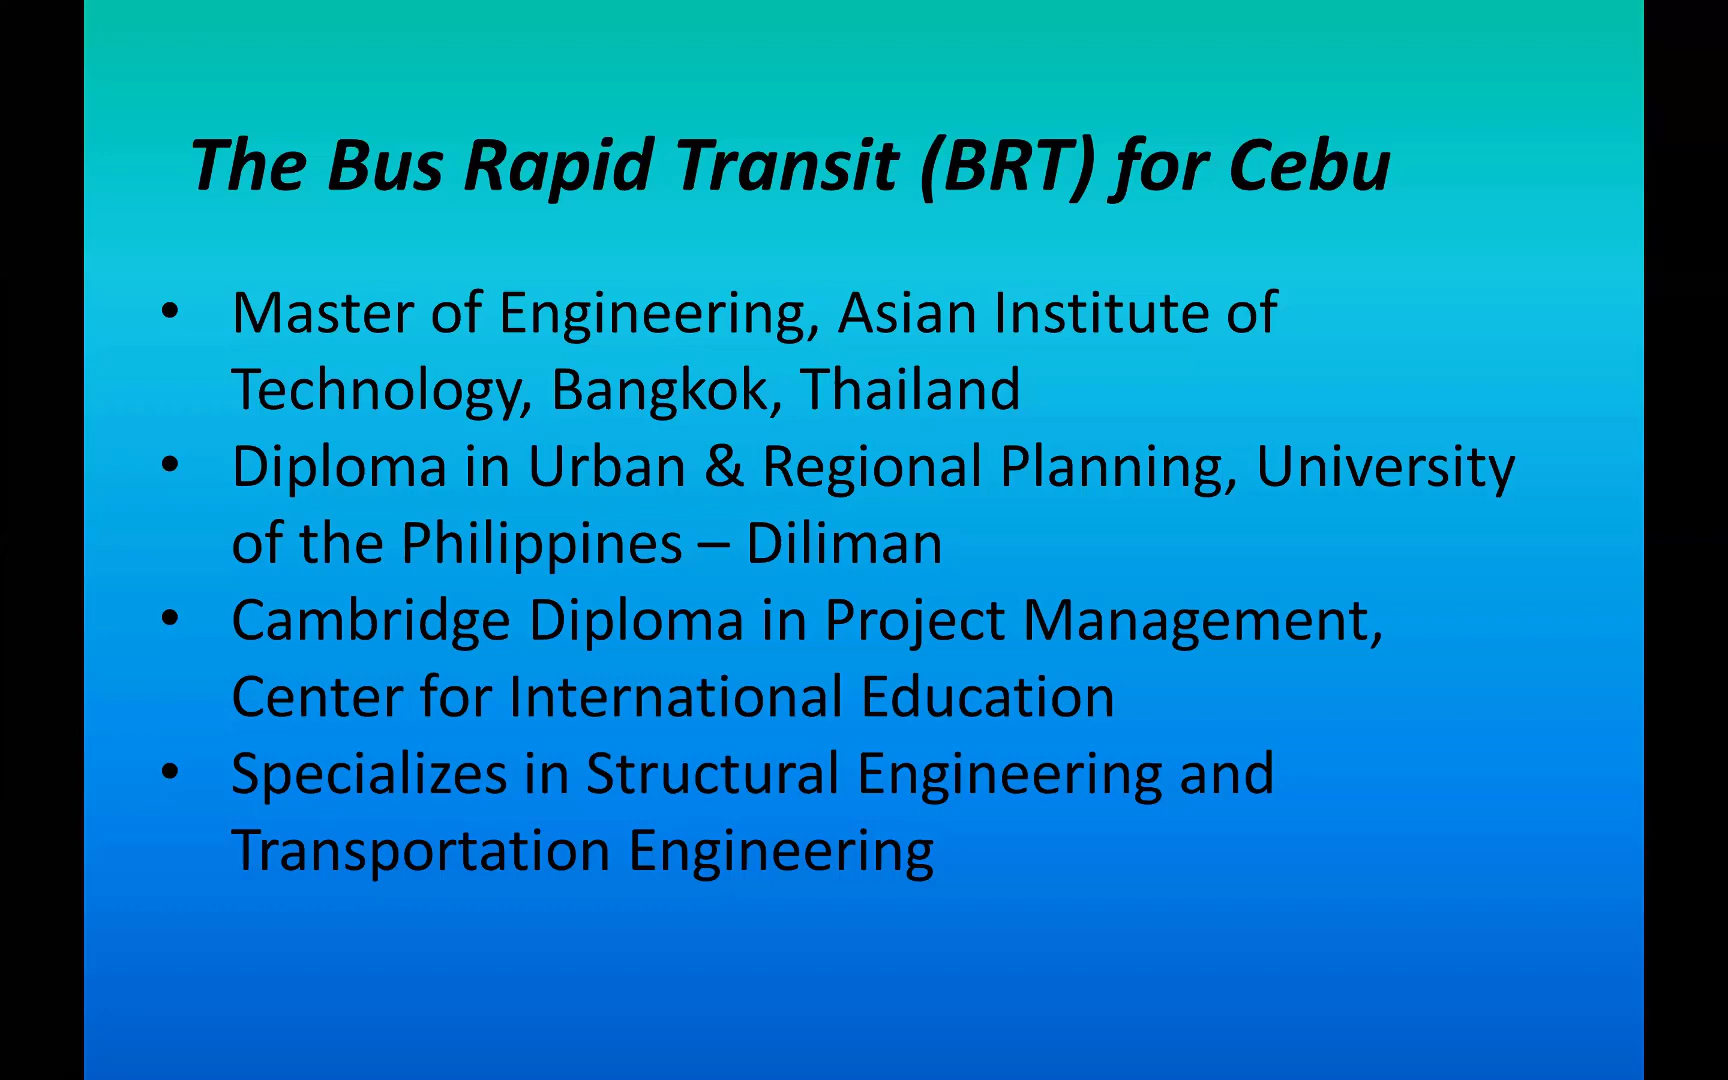 The Bus Rapid Transit (BRT) for Cebu
• Master of Engineering, Asian Institute of
Technology, Bangkok, Thailand
• Diploma in Urban & Regional Planning, University
of the Philippines – Diliman
• Cambridge Diploma in Project Management,
Center for International Education
• Specializes in Structural Engineering and
Transportation Engineering